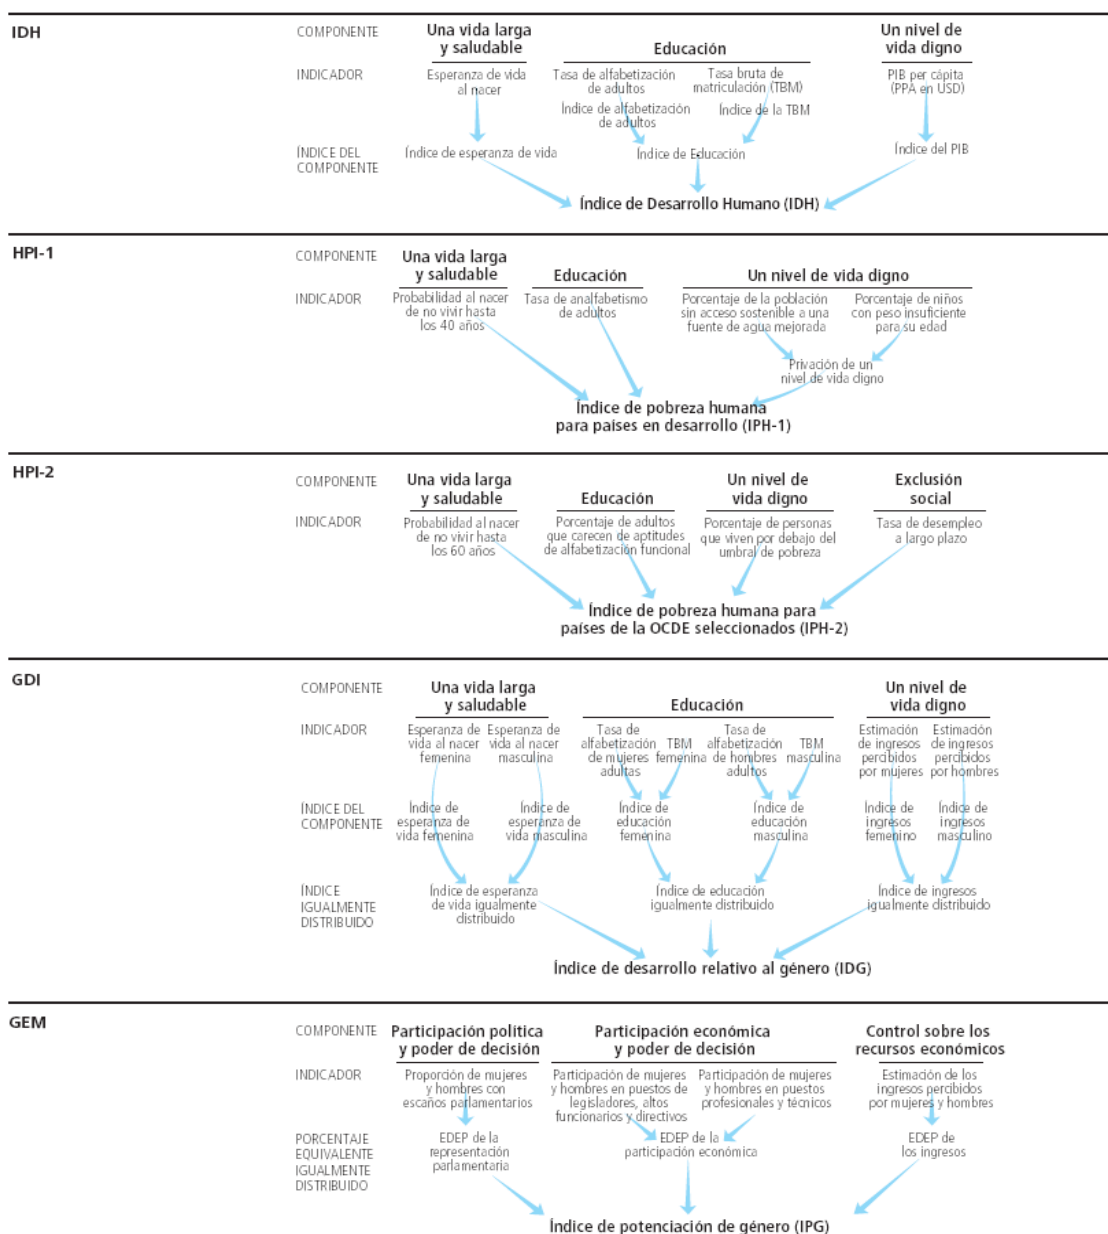 IDH
COMPONENTE
Una vida larga
y saludable
Educación
Un nivel de
vida digno
INDICADOR
Esperanza de vida
al nacer
Tasa de alfabetización
de adultos
Tasa bruta de
matriculación (TBM)
PIB per cápita
(PPA en USD)
Índice de alfabetización
de adultos
Índice de la TBM
ÍNDICE DEL
COMPONENTE
Índice de esperanza de vida
Índice de Educación
Índice del PIB
Índice de Desarrollo Humano (IDH)
HPI-1
COMPONENTE
Una vida larga
y saludable
Educación
Un nivel de vida digno
INDICADOR
Probabilidad al nacer
de no vivir hasta
los 40 años
Tasa de analfabetismo
de adultos
Porcentaje de la población
sin acceso sostenible a una
fuente de agua mejorada
Porcentaje de niños
con peso insuficiente
para su edad
Privación de un
nivel de vida digno
Índice de pobreza humana
para países en desarrollo (IPH-1)
HPI-2
COMPONENTE
Una vida larga
y saludable
Educación
Un nivel de
vida digno
Exclusión
social
INDICADOR
Probabilidad al nacer
de no vivir hasta
los 60 años
Porcentaje de adultos
que carecen de aptitudes
de alfabetización funcional
Porcentaje de personas
que viven por debajo del
umbral de pobreza
Tasa de desempleo
a largo plazo
Índice de pobreza humana para
países de la OCDE seleccionados (IPH-2)
GDI
COMPONENTE
Una vida larga
y saludable
Educación
Un nivel de
vida digno
INDICADOR
Esperanza de
vida al nacer
femenina
Esperanza de
vida al nacer
masculina
Tasa de
alfabetización
de mujeres
adultas
TBM
femenina
Tasa de
alfabetización
de hombres
adultos
TBM
masculina
Estimación
de ingresos
percibidos
por mujeres
Estimación
de ingresos
percibidos
por hombres
ÍNDICE DEL
COMPONENTE
Índice de
esperanza de
vida femenina
Índice de
esperanza de
vida masculina
Índice de
educación
femenina
Índice de
educación
masculina
Índice de
ingresos
femenino
Índice de
ingresos
masculino
ÍNDICE
IGUALMENTE
DISTRIBUIDO
Índice de esperanza
de vida igualmente
distribuido
Índice de educación
igualmente distribuido
Índice de ingresos
igualmente distribuido
Índice de desarrollo relativo al género (IDG)
GEM
COMPONENTE
Participación política
y poder de decisión
Participación económica
y poder de decisión
Control sobre los
recursos económicos
INDICADOR
Proporción de mujeres
y hombres con
escaños parlamentarios
Participación de mujeres
y hombres en puestos de
legisladores, altos
funcionarios y directivos
Participación de mujeres
y hombres en puestos
profesionales y técnicos
Estimación de los
ingresos percibidos
por mujeres y hombres
PORCENTAJE
EQUIVALENTE
IGUALMENTE
DISTRIBUIDO
EDEP de la
representación
parlamentaria
EDEP de la
participación económica
EDEP de
los ingresos
Índice de potenciación de género (IPG)